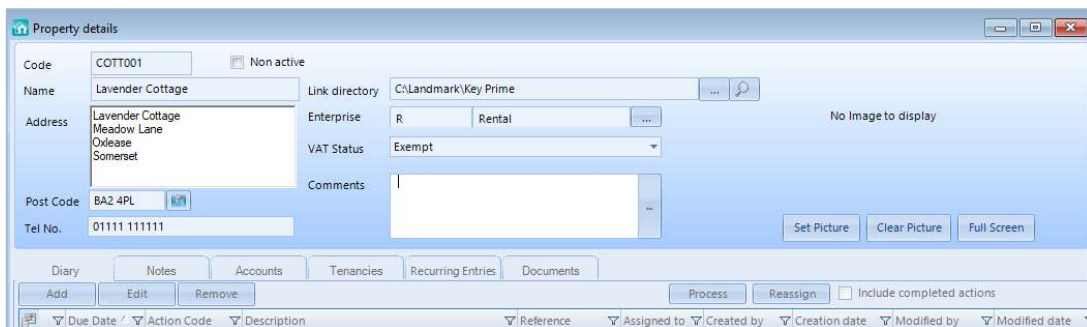 Property details
Code COTT001 Non active
Name Lavender Cottage Link directory C:\Landmark\Key Prime ...
Address Lavender Cottage
Meadow Lane
Oxlease
Somerset
Enterprise R Rental ...
No Image to display
VAT Status Exempt
Comments ...
Post Code BA2 4PL
Tel No. 01111 111111
Set Picture Clear Picture Full Screen
Diary Notes Accounts Tenancies Recurring Entries Documents
Add Edit Remove Process Reassign Include completed actions
Due Date Action Code Description Reference Assigned to Created by Creation date Modified by Modified date